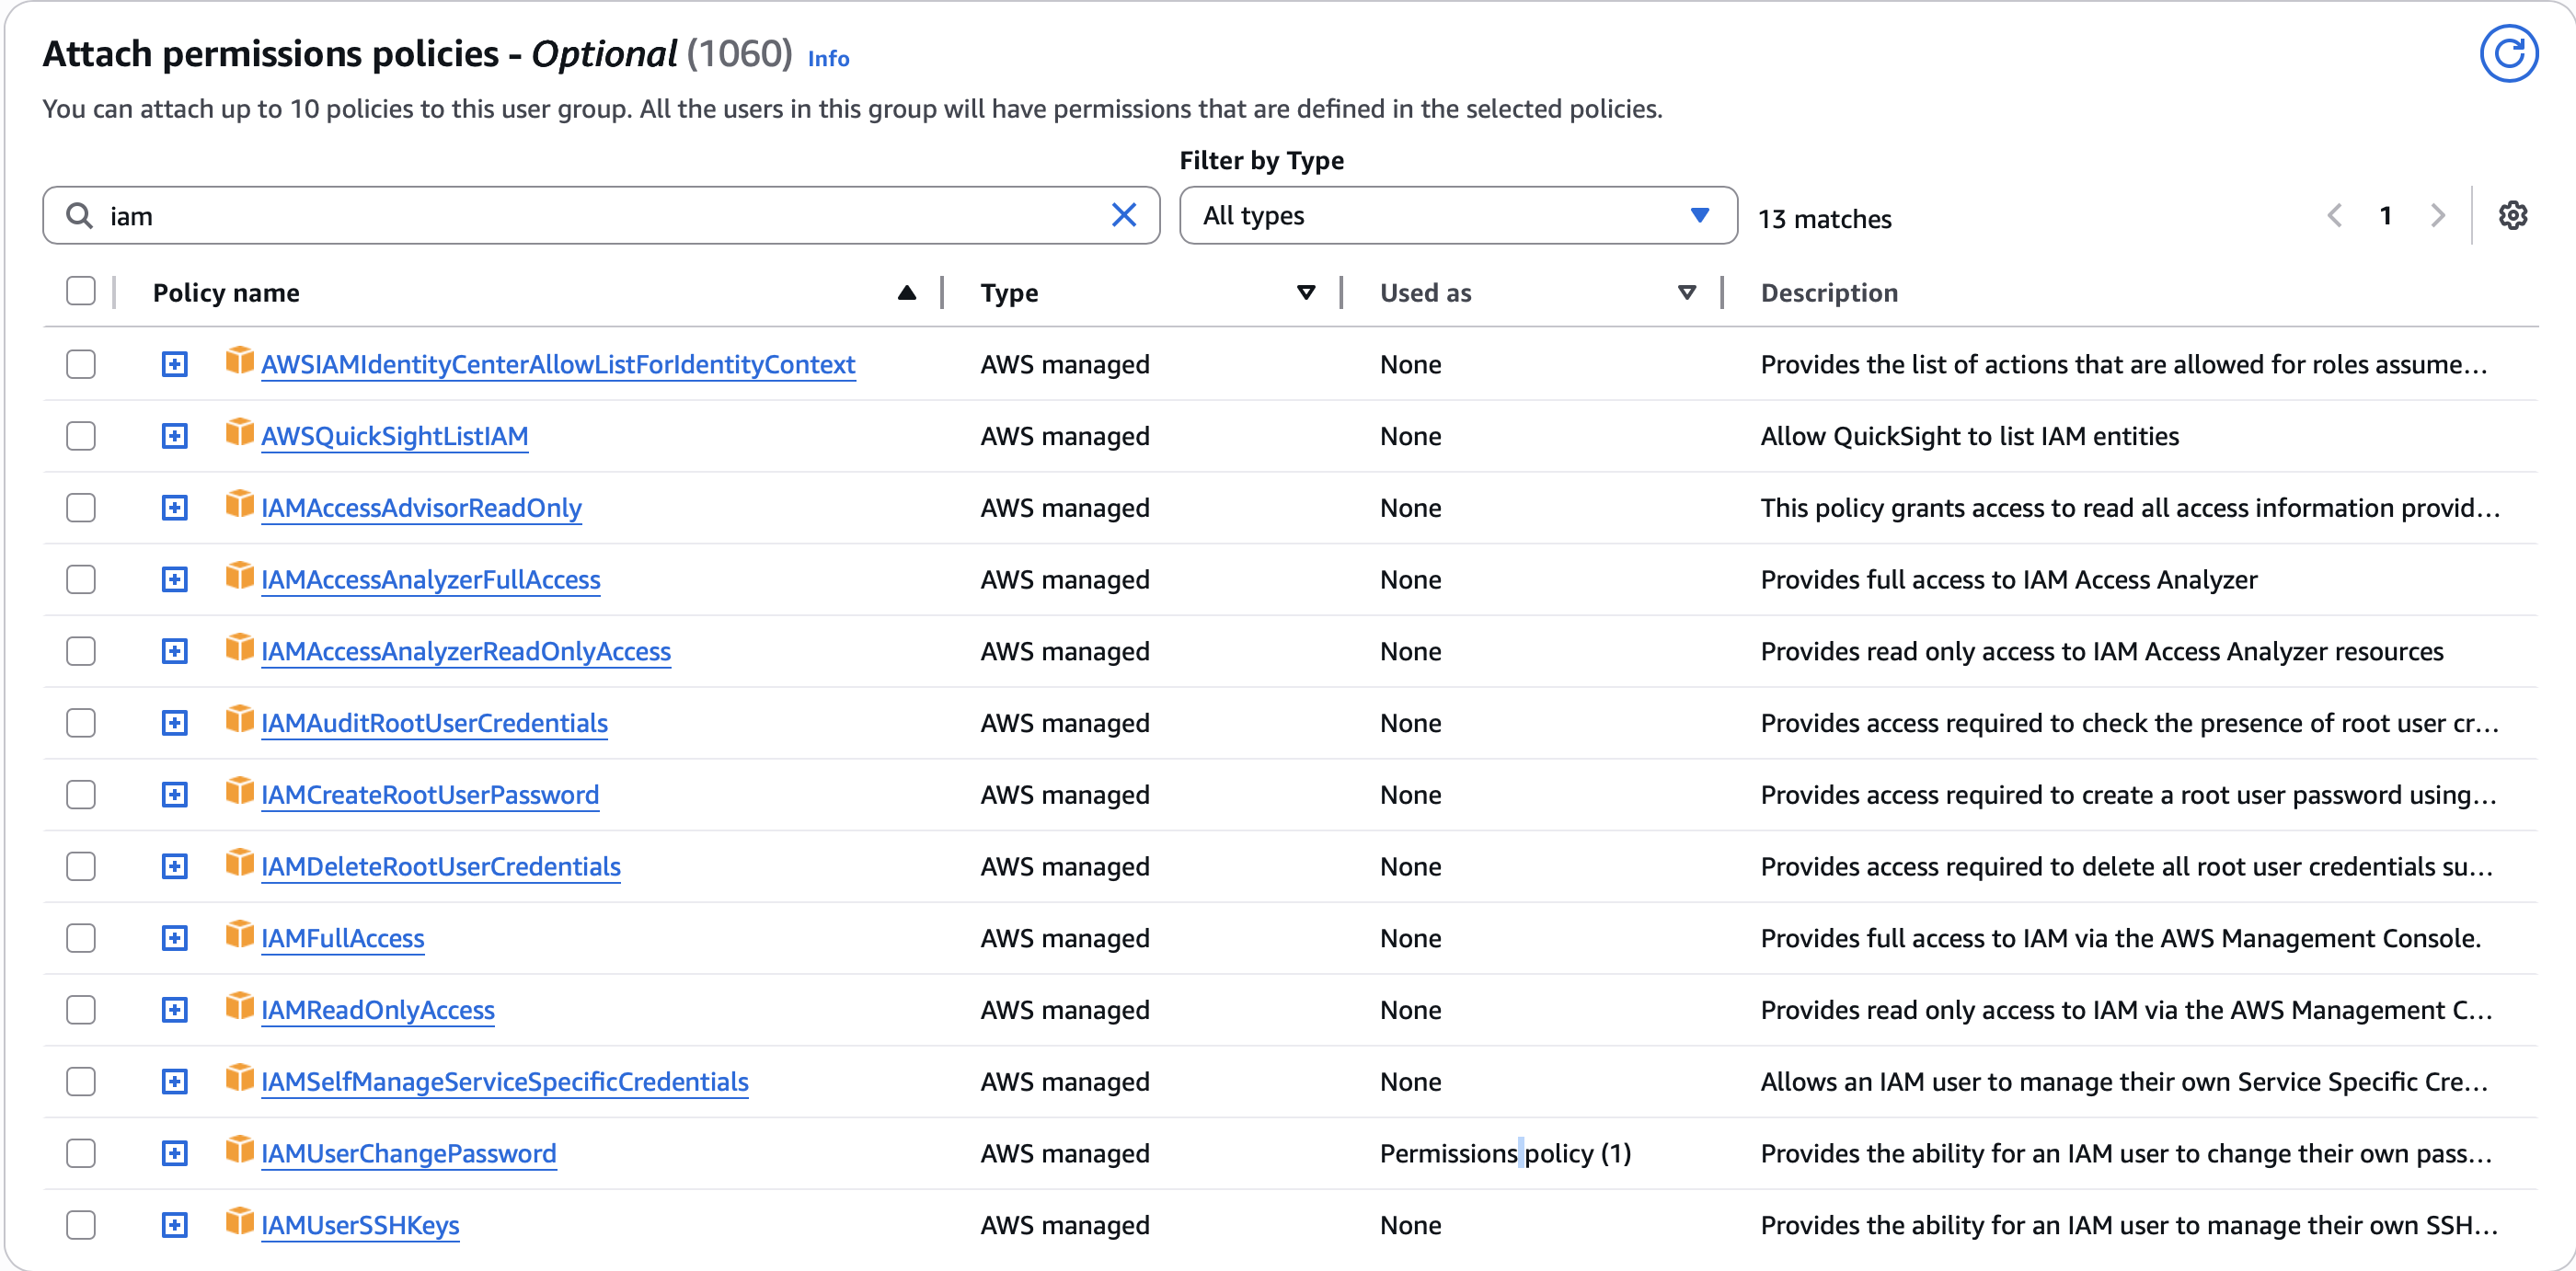 Attach permissions policies - Optional (1060) Info
You can attach up to 10 policies to this user group. All the users in this group will have permissions that are defined in the selected policies.
Filter by Type
iam All types 13 matches 1
Policy name Type Used as Description
AWSIAMIdentityCenterAllowListForIdentityContext AWS managed None Provides the list of actions that are allowed for roles assume...
AWSQuickSightListIAM AWS managed None Allow QuickSight to list IAM entities
IAMAccessAdvisorReadOnly AWS managed None This policy grants access to read all access information provid...
IAMAccessAnalyzerFullAccess AWS managed None Provides full access to IAM Access Analyzer
IAMAccessAnalyzerReadOnlyAccess AWS managed None Provides read only access to IAM Access Analyzer resources
IAMAuditRootUserCredentials AWS managed None Provides access required to check the presence of root user cr...
IAMCreateRootUserPassword AWS managed None Provides access required to create a root user password using...
IAMDeleteRootUserCredentials AWS managed None Provides access required to delete all root user credentials su...
IAMFullAccess AWS managed None Provides full access to IAM via the AWS Management Console.
IAMReadOnlyAccess AWS managed None Provides read only access to IAM via the AWS Management C...
IAMSelfManageServiceSpecificCredentials AWS managed None Allows an IAM user to manage their own Service Specific Cre...
IAMUserChangePassword AWS managed Permissions policy (1) Provides the ability for an IAM user to change their own pass...
IAMUserSSHKeys AWS managed None Provides the ability for an IAM user to manage their own SSH...